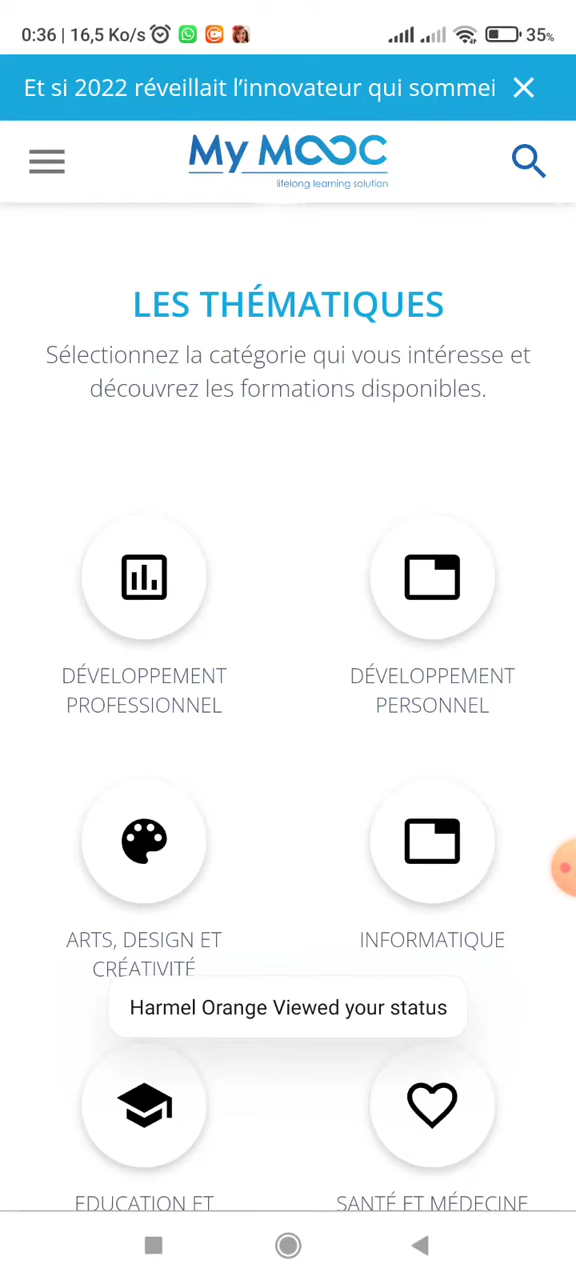 0:36 | 16,5 Ko/s 35%
Et si 2022 réveillait l'innovateur qui sommei
My MOOC
lifelong learning solution
LES THÉMATIQUES
Sélectionnez la catégorie qui vous intéresse et
découvrez les formations disponibles.
DÉVELOPPEMENT
PROFESSIONNEL
DÉVELOPPEMENT
PERSONNEL
ARTS, DESIGN ET
CRÉATIVITÉ
INFORMATIQUE
Harmel Orange Viewed your status
EDUCATION ET
SANTÉ ET MÉDECINE